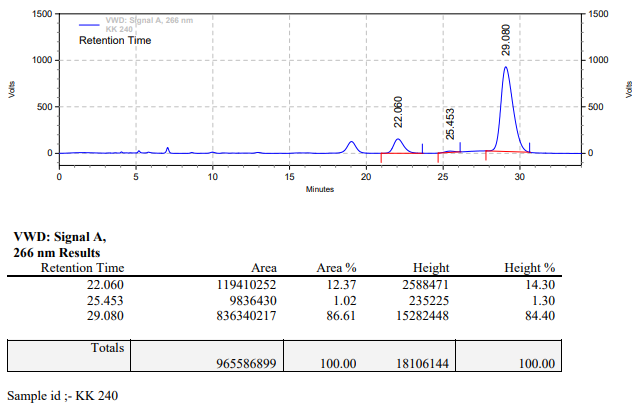 1500
1000
500
0
Volts
VWD: Signal A, 266 nm
KK 240
Retention Time
22.060
25.453
29.080
1500
1000
500
0
Volts
0 5 10 15 20 25 30
Minutes
VWD: Signal A,
266 nm Results
Retention Time Area Area % Height Height %
22.060 119410252 12.37 2588471 14.30
25.453 9836430 1.02 235225 1.30
29.080 836340217 86.61 15282448 84.40
Totals
965586899 100.00 18106144 100.00
Sample id ;- KK 240